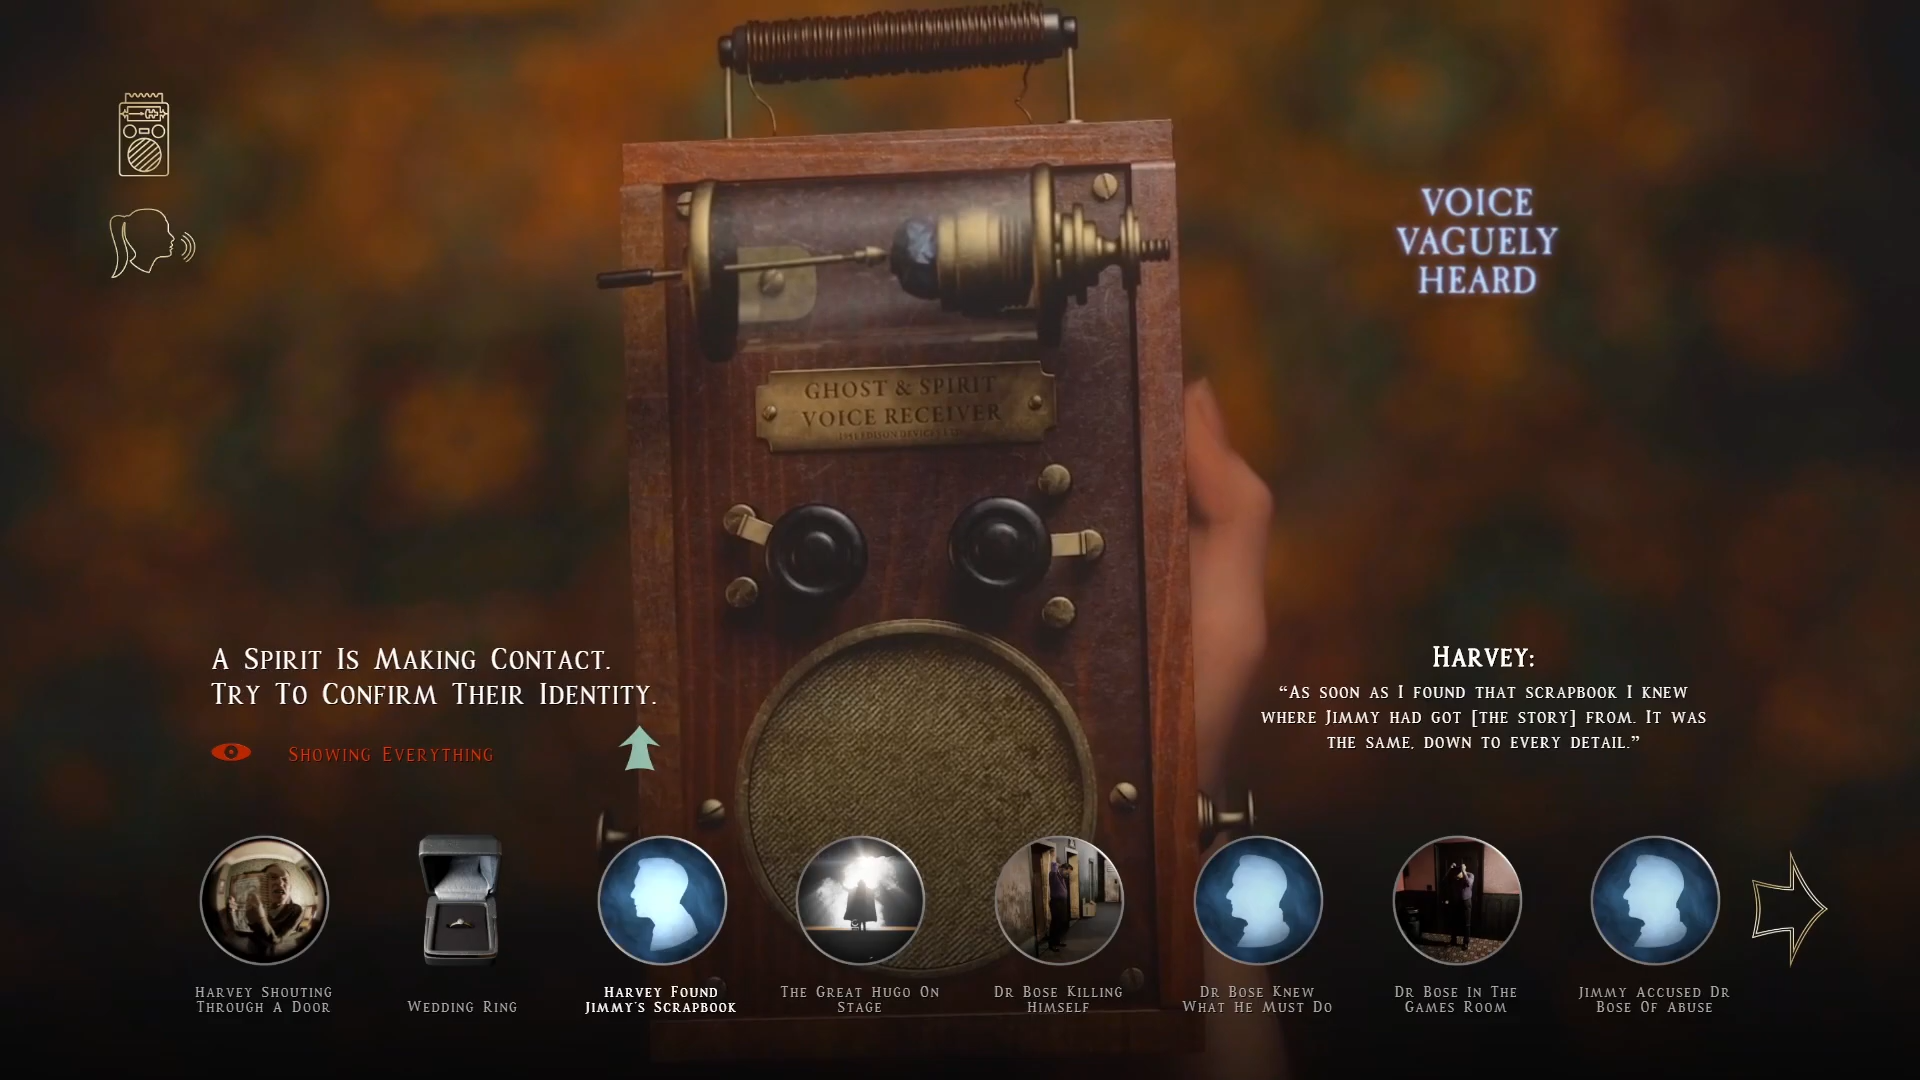 VOICE
VAGUELY
HEARD
GHOST & SPIRIT
VOICE RECEIVER
A Spirit Is Making Contact.
Try To Confirm Their Identity.
Showing Everything
Harvey:
“As soon as I found that scrapbook I knew
where Jimmy had got [the story] from. It was
the same, down to every detail.”
Harvey Shouting
Through A Door
Wedding Ring
Harvey Found
Jimmy's Scrapbook
The Great Hugo On
Stage
Dr Bose Killing
Himself
Dr Bose Knew
What He Must Do
Dr Bose In The
Games Room
Jimmy Accused Dr
Bose Of Abuse